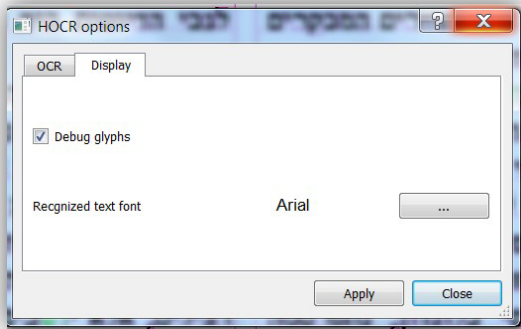 HOCR options
OCR Display
Debug glyphs
Recgnized text font Arial ...
Apply Close